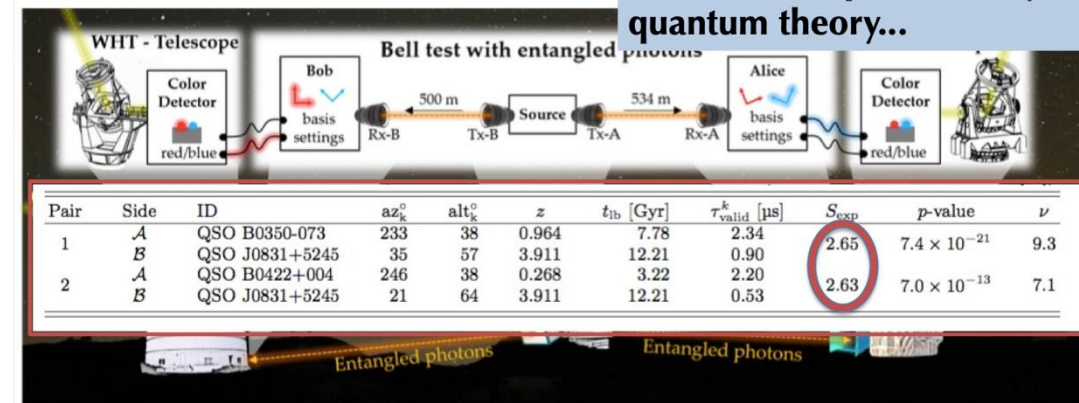 quantum theory...
WHT - Telescope
Bell test with entangled photons
Color
Detector
red/blue
Bob
basis
settings
Rx-B
500 m
Tx-B
Source
Tx-A
534 m
Rx-A
Alice
basis
settings
Color
Detector
red/blue
Pair Side ID az°ₖ alt°ₖ z t_lb [Gyr] τᵏ_valid [µs] S_exp p-value ν
1 A QSO B0350-073 233 38 0.964 7.78 2.34 2.65 7.4 × 10⁻²¹ 9.3
B QSO J0831+5245 35 57 3.911 12.21 0.90
2 A QSO B0422+004 246 38 0.268 3.22 2.20 2.63 7.0 × 10⁻¹³ 7.1
B QSO J0831+5245 21 64 3.911 12.21 0.53
Entangled photons
Entangled photons